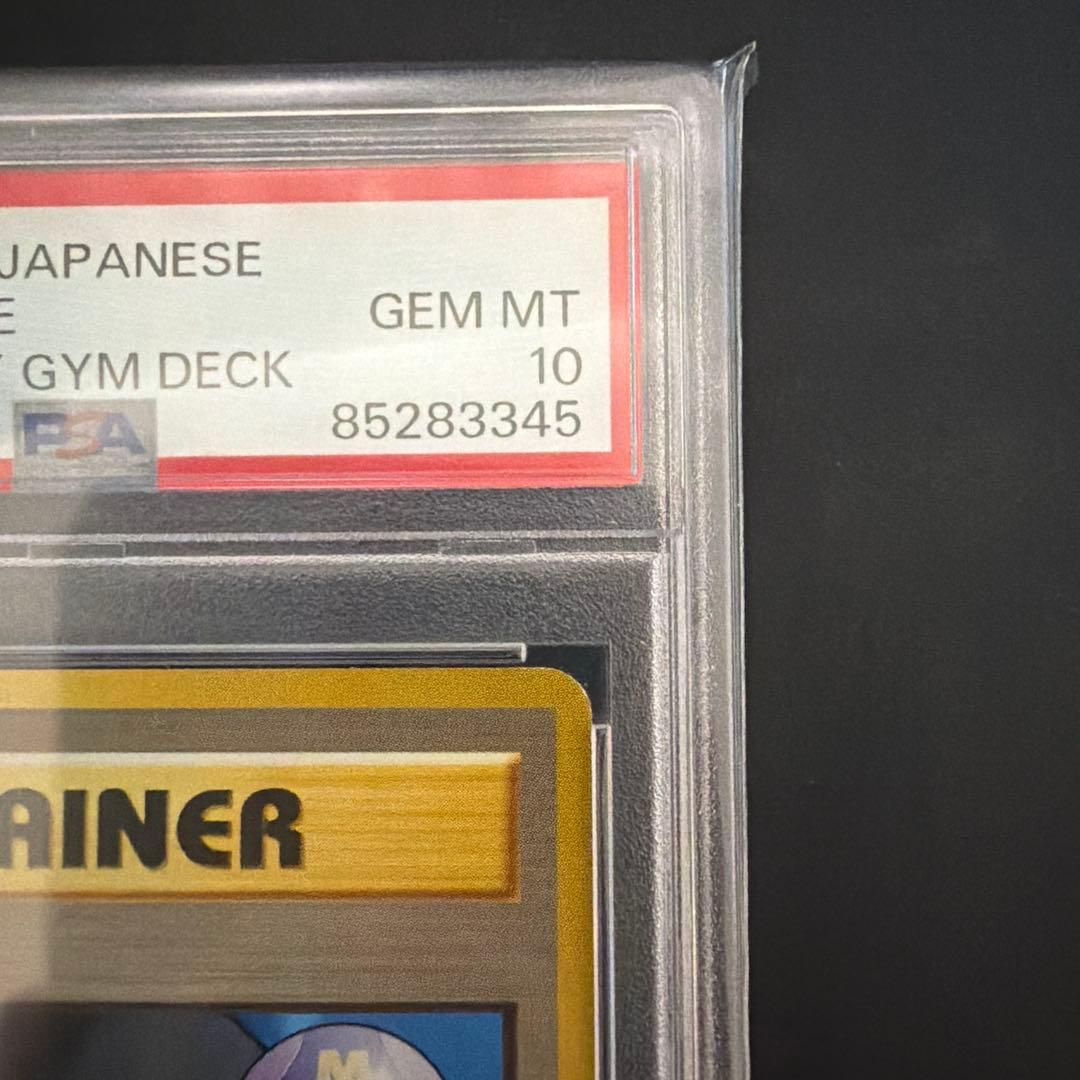 JAPANESE
E
GEM MT
GYM DECK
10
PSA
85283345
AINER
M